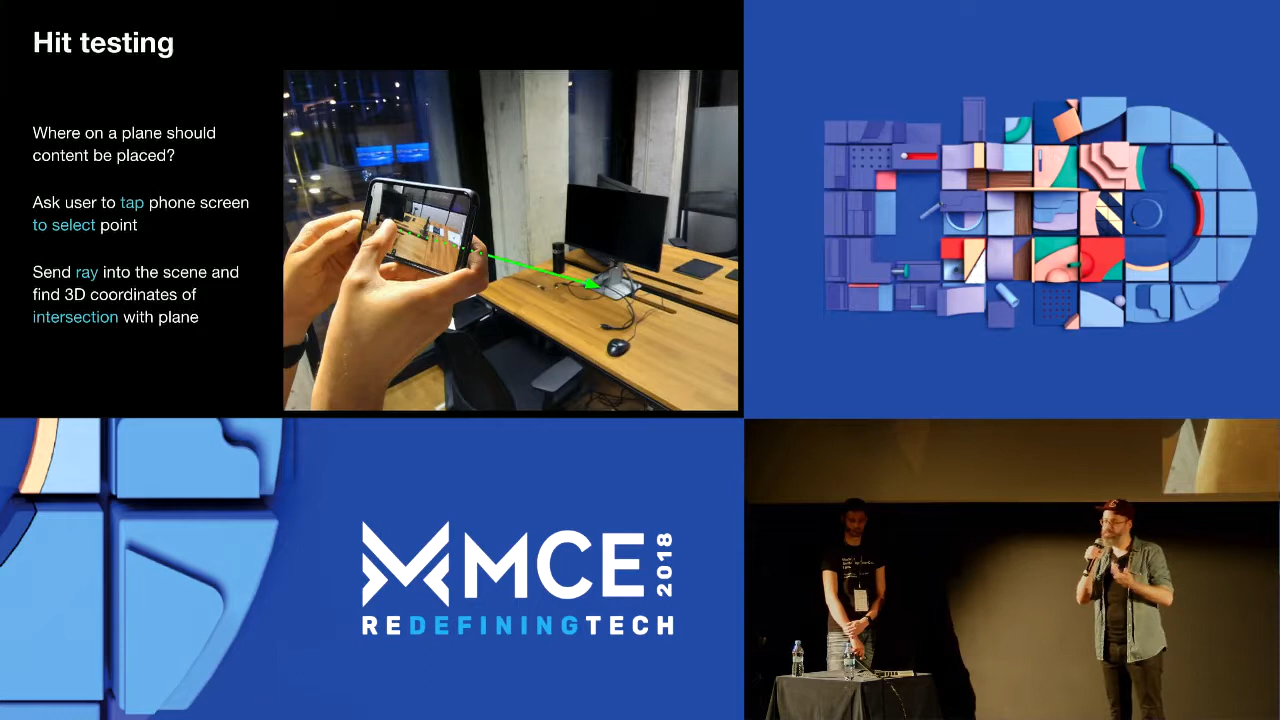 Hit testing
Where on a plane should
content be placed?
Ask user to tap phone screen
to select point
Send ray into the scene and
find 3D coordinates of
intersection with plane
MCE 2018
REDEFININGTECH